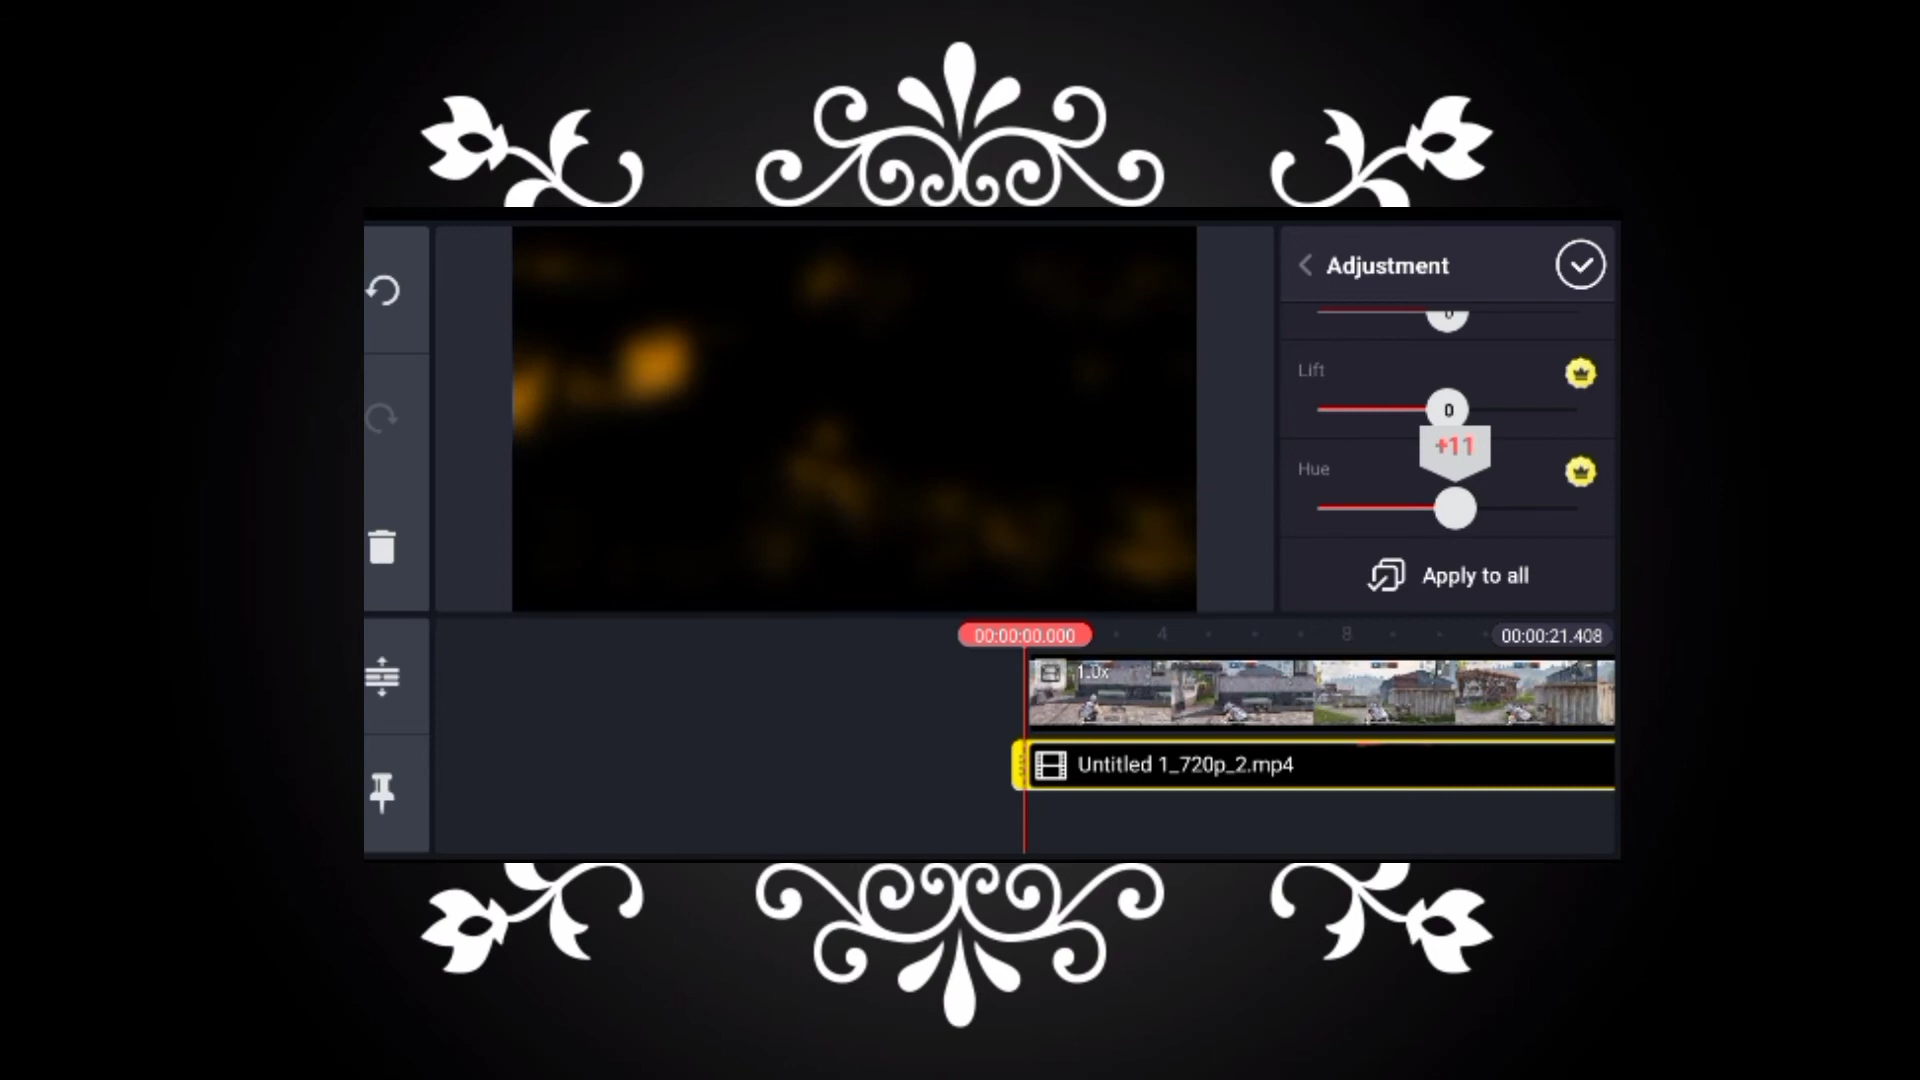 Adjustment
0
Lift
0
+11
Hue
Apply to all
00:00:00.000
4
8
00:00:21.408
1.0x
Untitled 1_720p_2.mp4